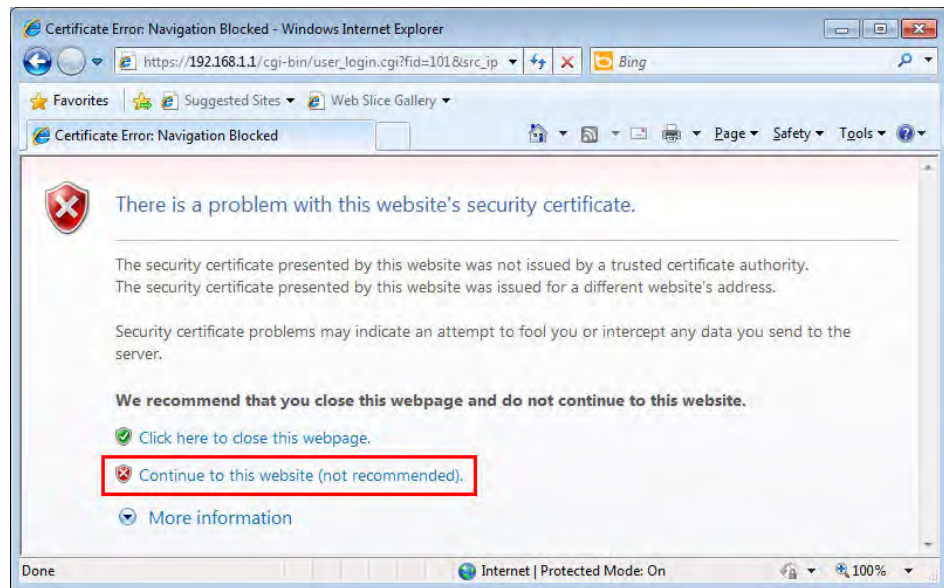 Certificate Error: Navigation Blocked - Windows Internet Explorer
https://192.168.1.1/cgi-bin/user_login.cgi?fid=101&src_ip
Bing
Favorites Suggested Sites Web Slice Gallery
Certificate Error: Navigation Blocked Page Safety Tools
There is a problem with this website's security certificate.
The security certificate presented by this website was not issued by a trusted certificate authority.
The security certificate presented by this website was issued for a different website's address.
Security certificate problems may indicate an attempt to fool you or intercept any data you send to the
server.
We recommend that you close this webpage and do not continue to this website.
Click here to close this webpage.
Continue to this website (not recommended).
More information
Done Internet | Protected Mode: On 100%